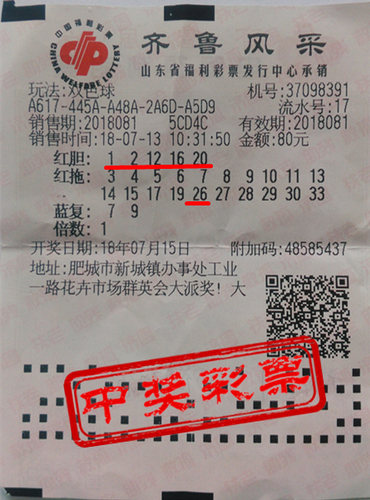 中国福利彩票
CHINA WELFARE LOTTERY
齐鲁风采
山东省福利彩票发行中心承销
玩法:双色球 机号:37098391
A617-445A-A48A-2A6D-A5D9 流水号:17
销售期:2018081 5CD4C 有效期:2018081
销售时间:18-07-13 10:31:50 金额:80元
红胆: 1 2 12 16 20
红拖: 3 4 5 6 7 8 9 10 11 13
14 15 17 19 26 27 28 29 30 33
蓝复: 7 9
倍数: 1
开奖日期:18年07月15日 附加码:48585437
地址:肥城市新城镇办事处工业
一路花卉市场群英会大派奖！大
中奖彩票